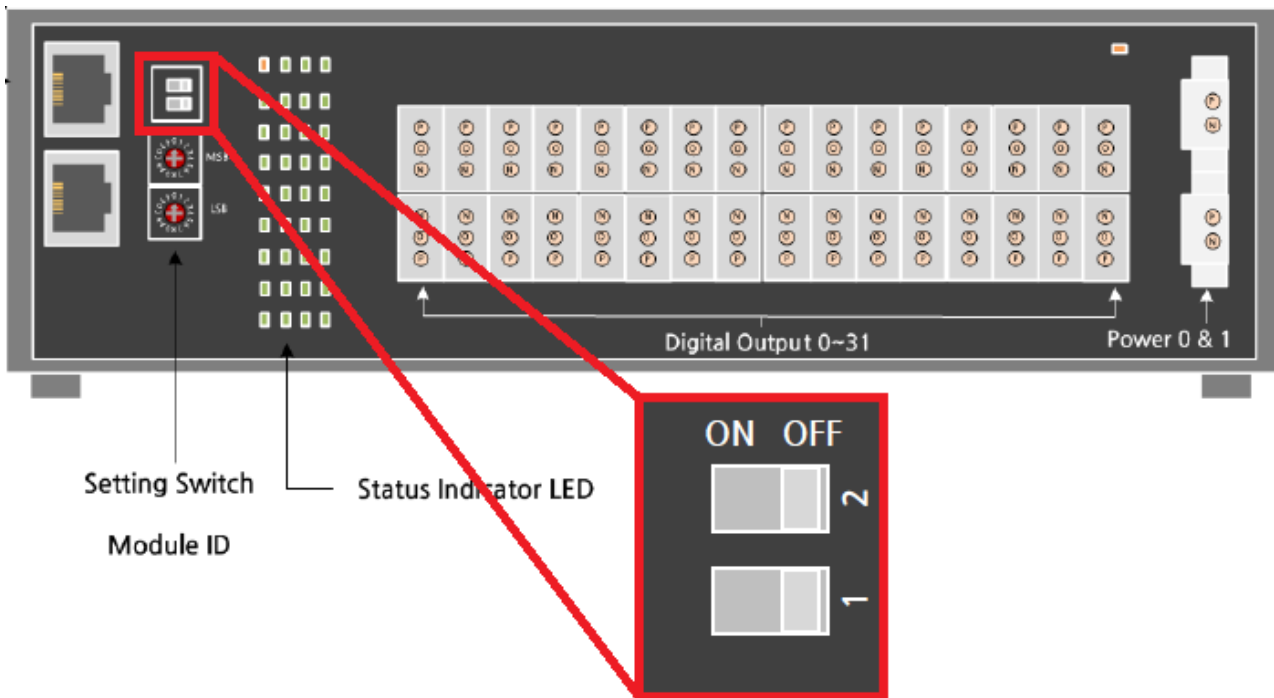 MSB
LSB
P P P P P P P P P P P P P P P P
O O O O O O O O O O O O O O O O
N N N N N N N N N N N N N N N N
N N N N N N N N N N N N N N N N
O O O O O O O O O O O O O O O O
P P P P P P P P P P P P P P P P
P
N
P
N
Digital Output 0~31
Power 0 & 1
Setting Switch
Module ID
Status Indicator LED
ON OFF
2
1